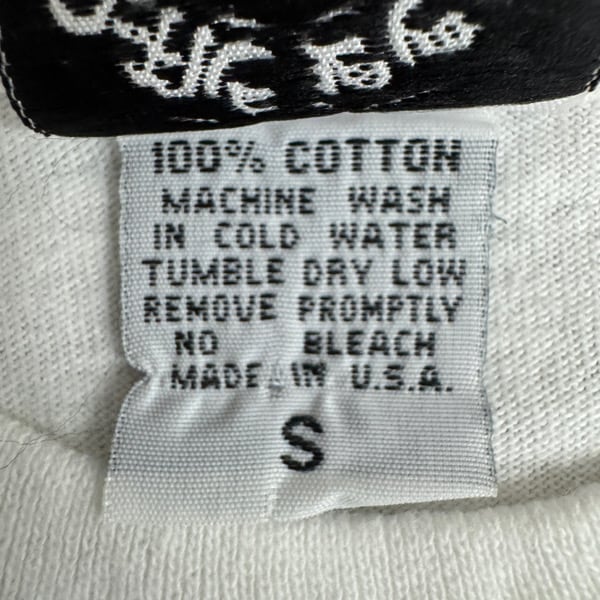 100% COTTON
MACHINE WASH
IN COLD WATER
TUMBLE DRY LOW
REMOVE PROMPTLY
NO BLEACH
MADE IN U.S.A.
S